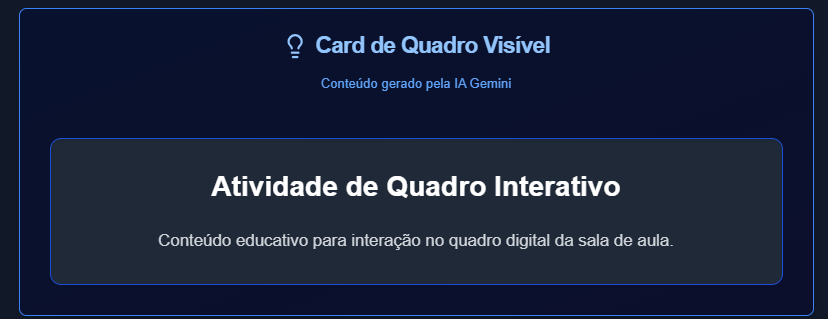 Card de Quadro Visível
Conteúdo gerado pela IA Gemini
Atividade de Quadro Interativo
Conteúdo educativo para interação no quadro digital da sala de aula.